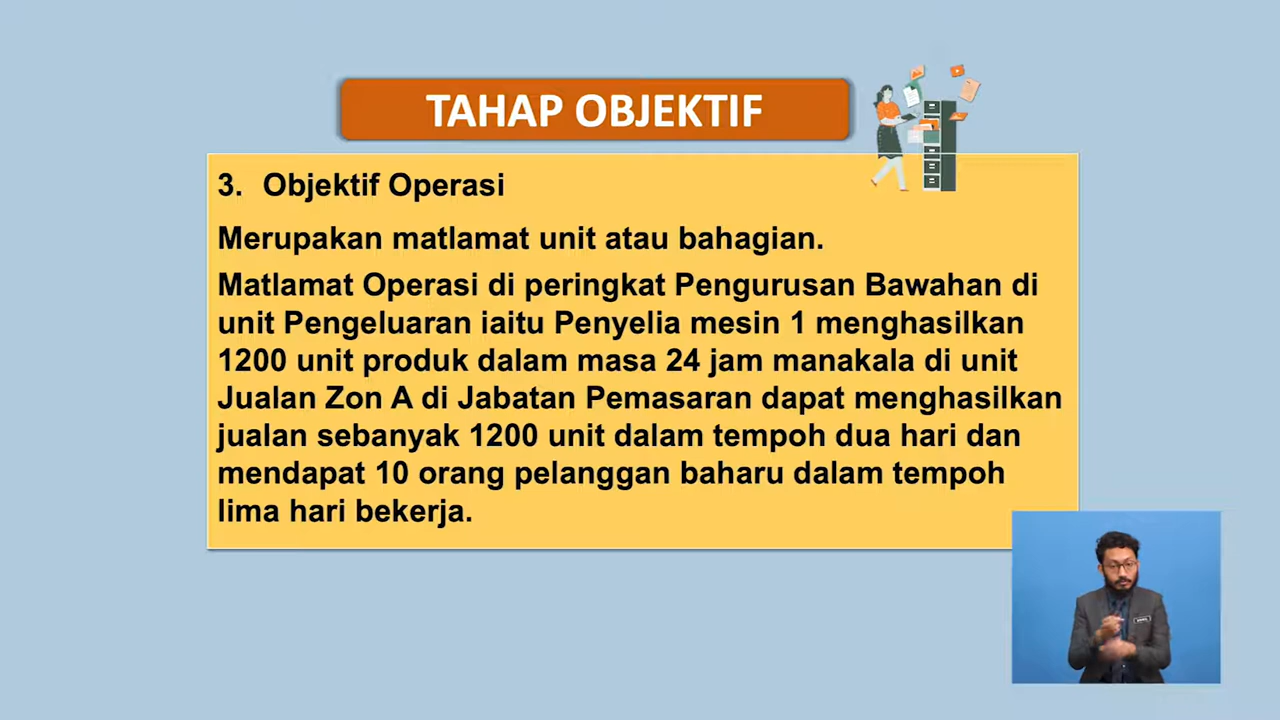 TAHAP OBJEKTIF
3. Objektif Operasi
Merupakan matlamat unit atau bahagian.
Matlamat Operasi di peringkat Pengurusan Bawahan di
unit Pengeluaran iaitu Penyelia mesin 1 menghasilkan
1200 unit produk dalam masa 24 jam manakala di unit
Jualan Zon A di Jabatan Pemasaran dapat menghasilkan
jualan sebanyak 1200 unit dalam tempoh dua hari dan
mendapat 10 orang pelanggan baharu dalam tempoh
lima hari bekerja.